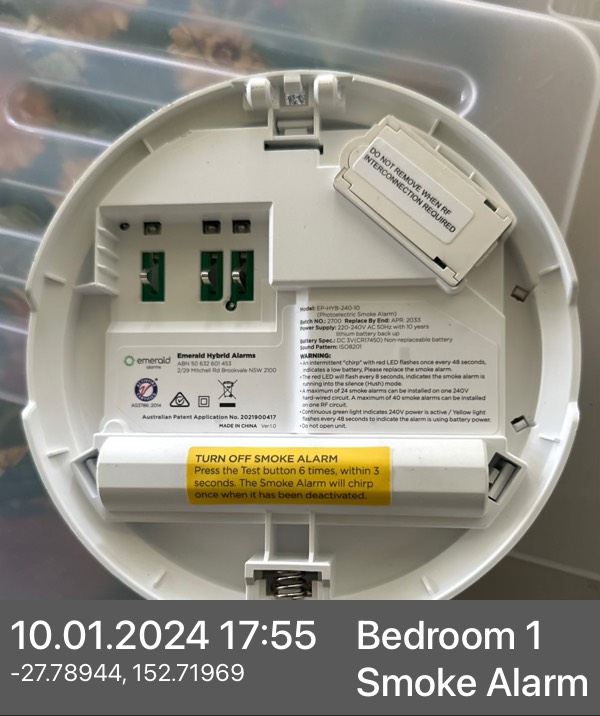 DO NOT REMOVE WHEN RF
INTERCONNECTION REQUIRED
Model: EP-HYB-240-10
(Photoelectric Smoke Alarm)
Batch NO.: 2700 Replace By End: APR. 2033
Power Supply: 220-240V AC 50Hz with 10 years
lithium battery back up
Battery Spec.: DC 3V(CR17450) Non-replaceable battery
Sound Pattern: ISO8201
WARNING:
•An intermittent "chirp" with red LED flashes once every 48 seconds,
indicates a low battery. Please replace the smoke alarm.
•The red LED will flash every 8 seconds, indicates the smoke alarm is
running into the silence (Hush) mode.
•A maximum of 24 smoke alarms can be installed on one 240V
hard-wired circuit. A maximum of 40 smoke alarms can be installed
on one RF circuit.
•Continuous green light indicates 240V power is active / Yellow light
flashes every 48 seconds to indicate the alarm is using battery power.
•Do not open unit.
emerald
alarms
Emerald Hybrid Alarms
ABN 50 632 601 453
2/29 Mitchell Rd Brookvale NSW 2100
AS3786: 2014
Australian Patent Application No. 2021900417
MADE IN CHINA Ver:1.0
TURN OFF SMOKE ALARM
Press the Test button 6 times, within 3
seconds. The Smoke Alarm will chirp
once when it has been deactivated.
10.01.2024 17:55
-27.78944, 152.71969
Bedroom 1
Smoke Alarm